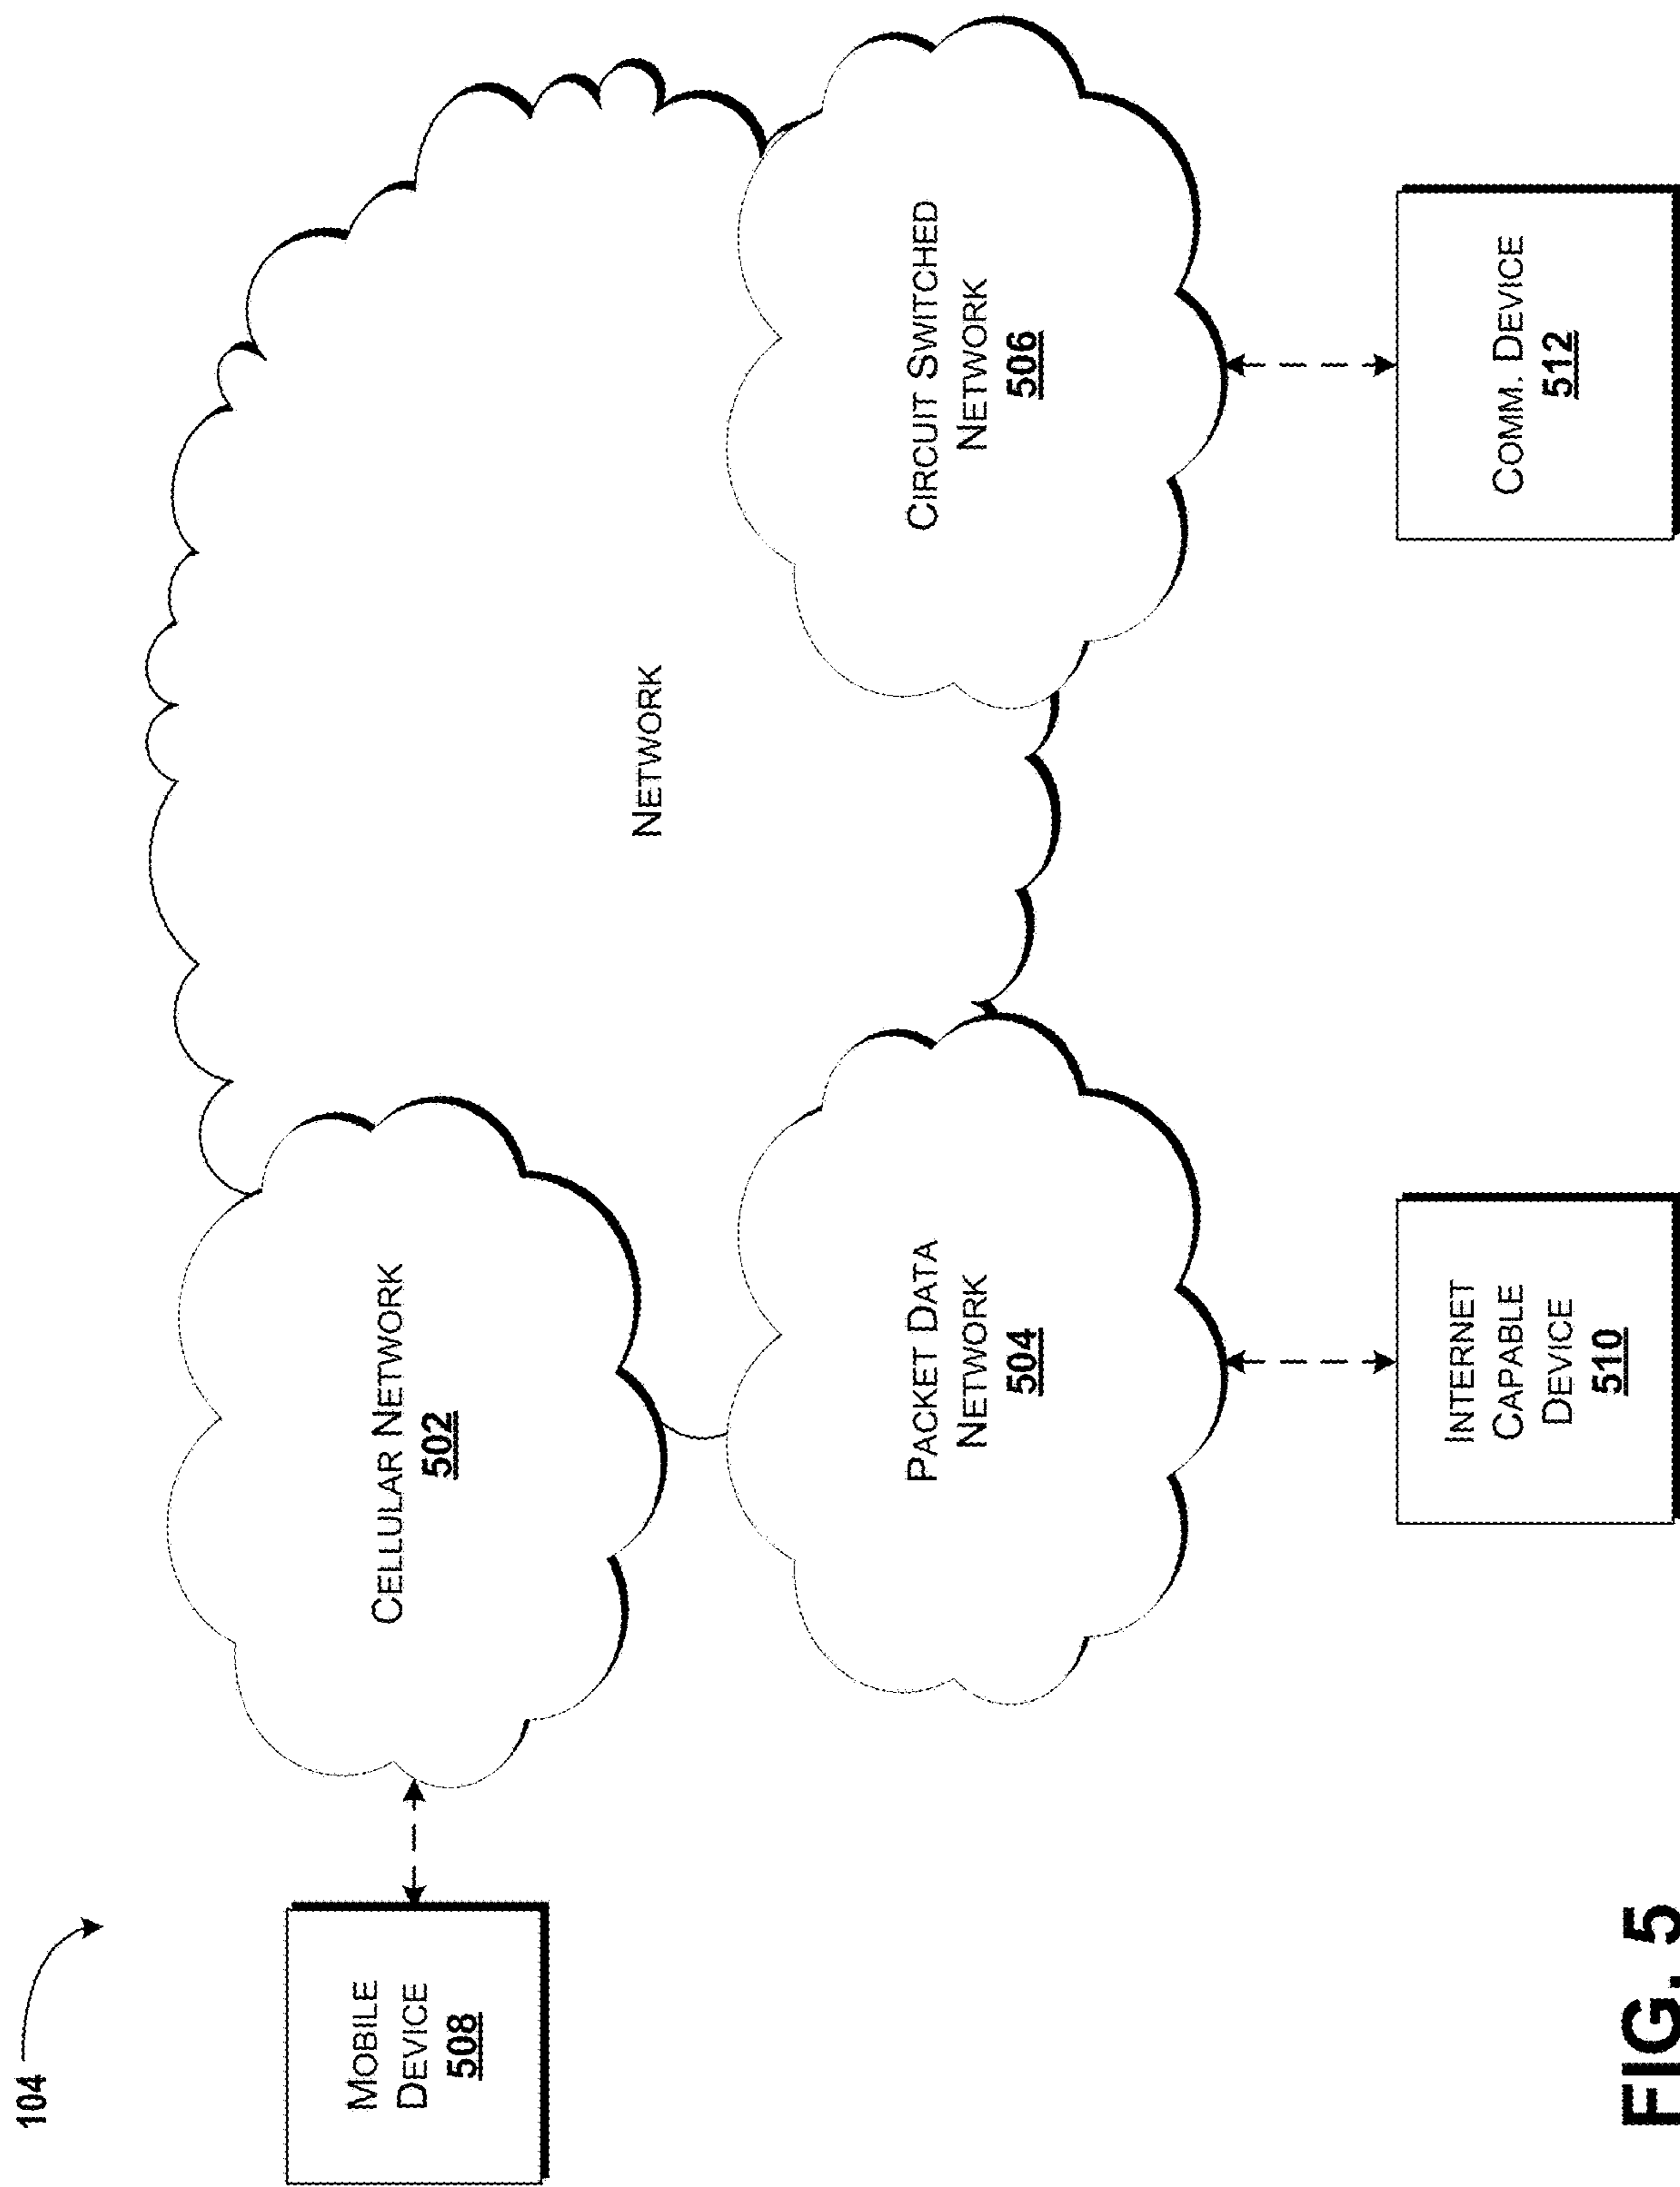 104
MOBILE
DEVICE
508
CELLULAR NETWORK
502
NETWORK
PACKET DATA
NETWORK
504
CIRCUIT SWITCHED
NETWORK
506
INTERNET
CAPABLE
DEVICE
510
COMM. DEVICE
512
FIG. 5